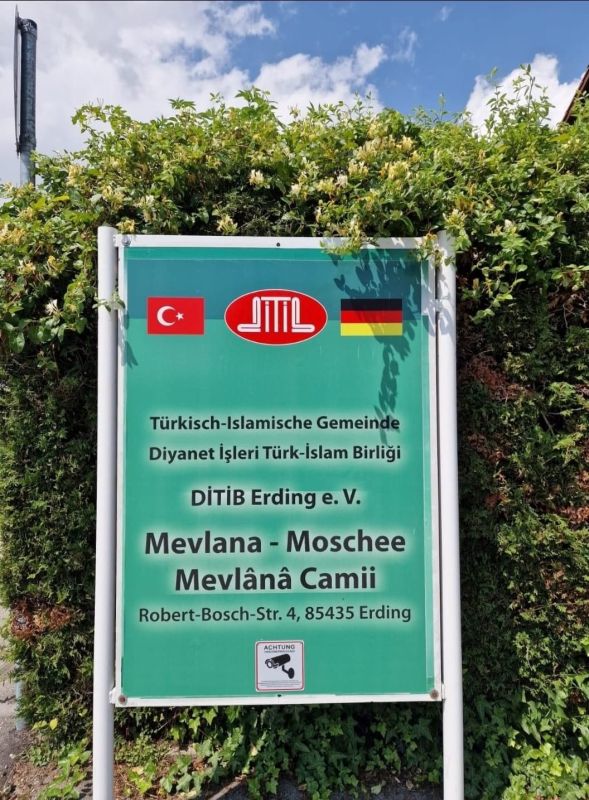 DİTİB
Türkisch-Islamische Gemeinde
Diyanet İşleri Türk-İslam Birliği
DİTİB Erding e. V.
Mevlana - Moschee
Mevlânâ Camii
Robert-Bosch-Str. 4, 85435 Erding
ACHTUNG